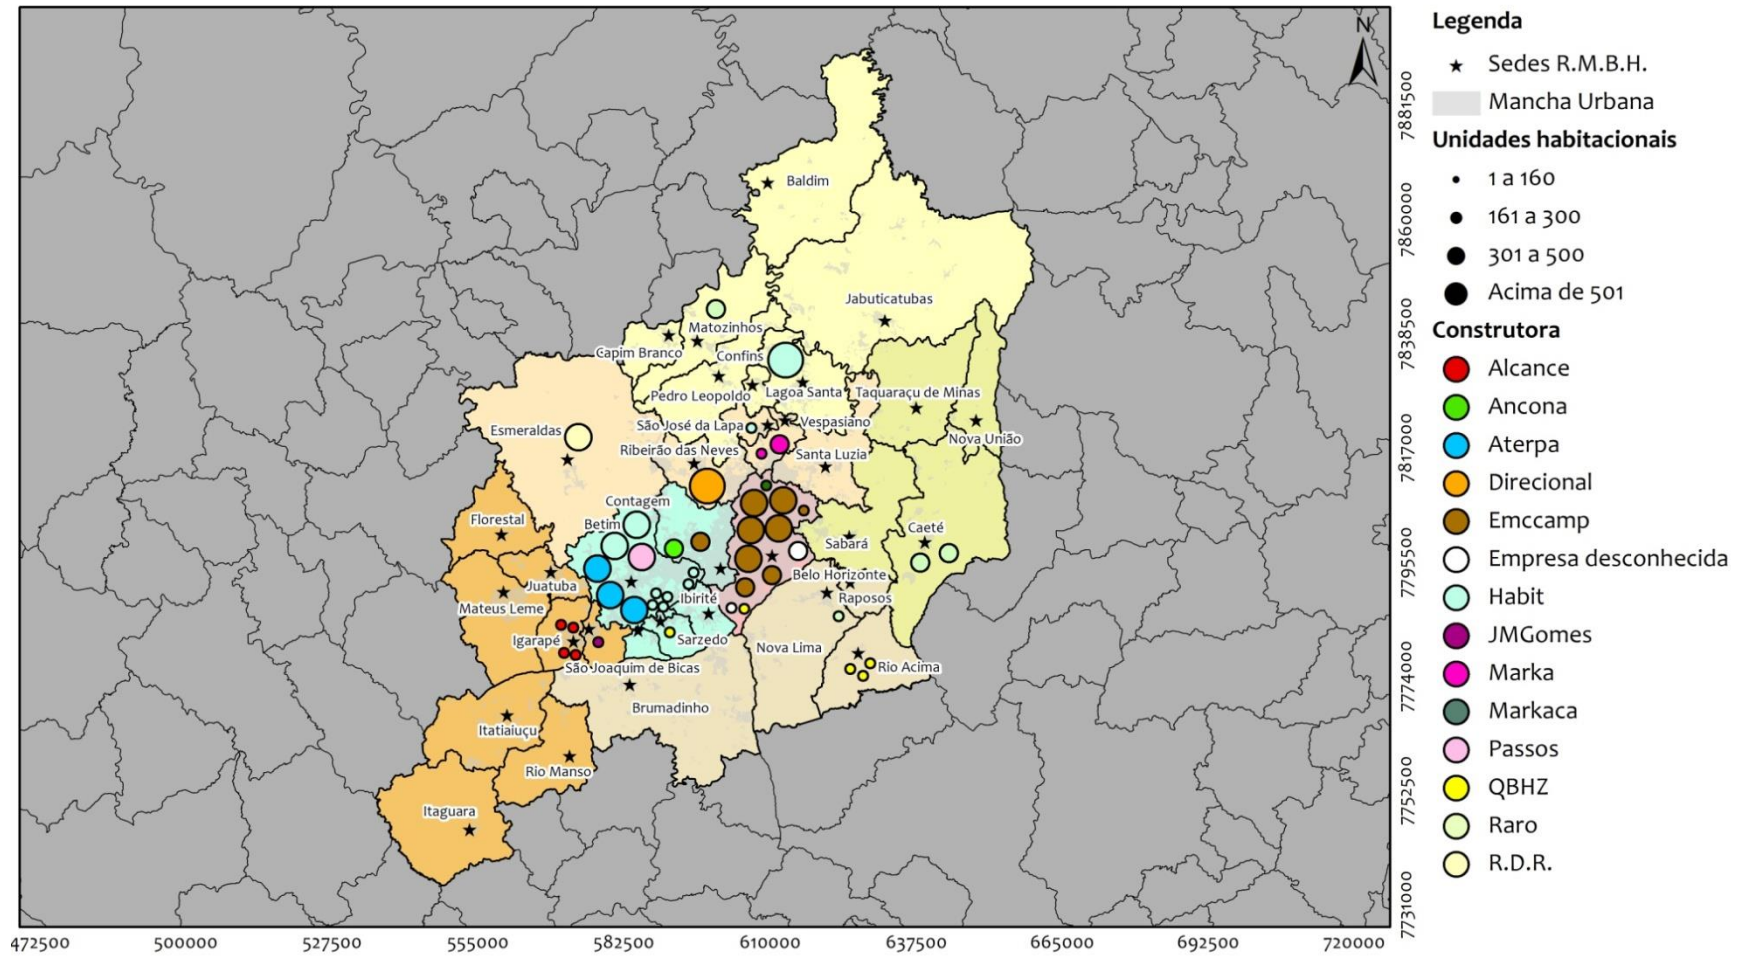 N
Baldim
Jabuticatubas
Matozinhos
Capim Branco
Confins
Pedro Leopoldo
Lagoa Santa
Taquaraçu de Minas
São José da Lapa
Vespasiano
Nova União
Esmeraldas
Ribeirão das Neves
Santa Luzia
Contagem
Florestal
Betim
Caeté
Sabará
Belo Horizonte
Juatuba
Mateus Leme
Ibirité
Raposos
Igarapé
Sarzedo
Nova Lima
São Joaquim de Bicas
Rio Acima
Brumadinho
Itatiaiuçu
Rio Manso
Itaguara
472500 500000 527500 555000 582500 610000 637500 665000 692500 720000
7881500
7860000
7838500
7817000
7795500
7774000
7752500
7731000
Legenda
Sedes R.M.B.H.
Mancha Urbana
Unidades habitacionais
1 a 160
161 a 300
301 a 500
Acima de 501
Construtora
Alcance
Ancona
Aterpa
Direcional
Emccamp
Empresa desconhecida
Habit
JMGomes
Marka
Markaca
Passos
QBHZ
Raro
R.D.R.